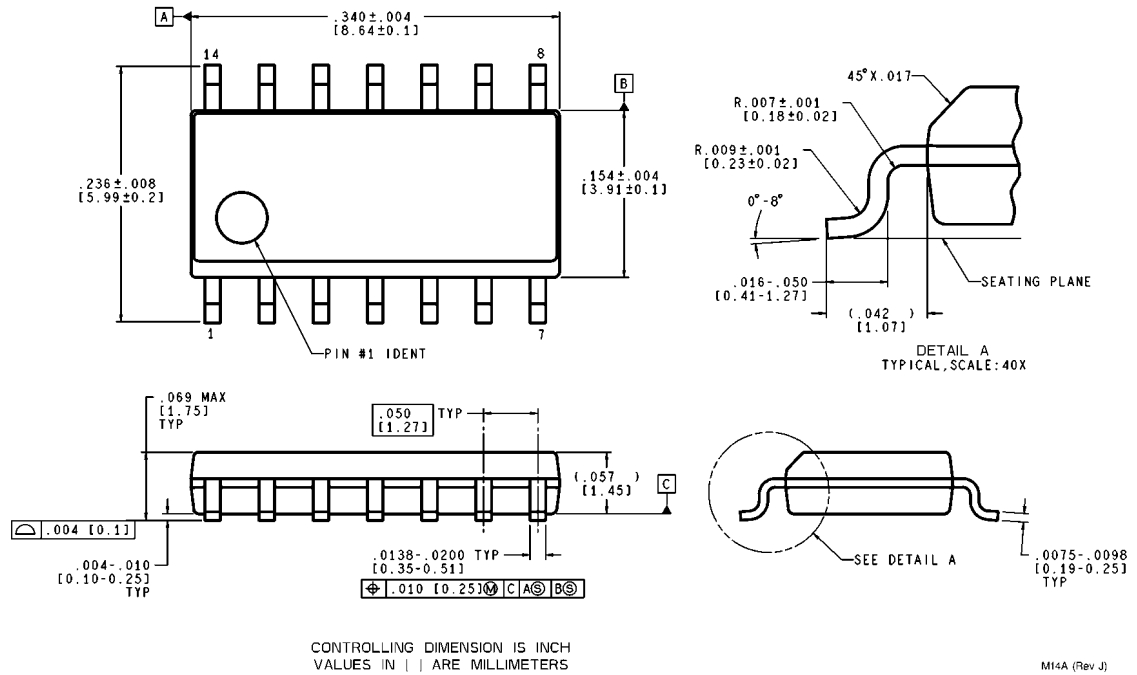 A
.340±.004
[8.64±0.1]
14
8
B
.236±.008
[5.99±0.2]
.154±.004
[3.91±0.1]
1
7
PIN #1 IDENT
45°X.017
R.007±.001
[0.18±0.02]
R.009±.001
[0.23±0.02]
0°-8°
SEATING PLANE
.016-.050
[0.41-1.27]
(.042 )
[1.07]
DETAIL A
TYPICAL,SCALE:40X
.069 MAX
[1.75]
TYP
.050 TYP
[1.27]
(.057 )
[1.45]
C
⌓ .004 [0.1]
.004-.010
[0.10-0.25]
TYP
.0138-.0200 TYP
[0.35-0.51]
⌖ .010 [0.25]Ⓜ C AⓈ BⓈ
SEE DETAIL A
.0075-.0098
[0.19-0.25]
TYP
CONTROLLING DIMENSION IS INCH
VALUES IN [ ] ARE MILLIMETERS
M14A (Rev J)